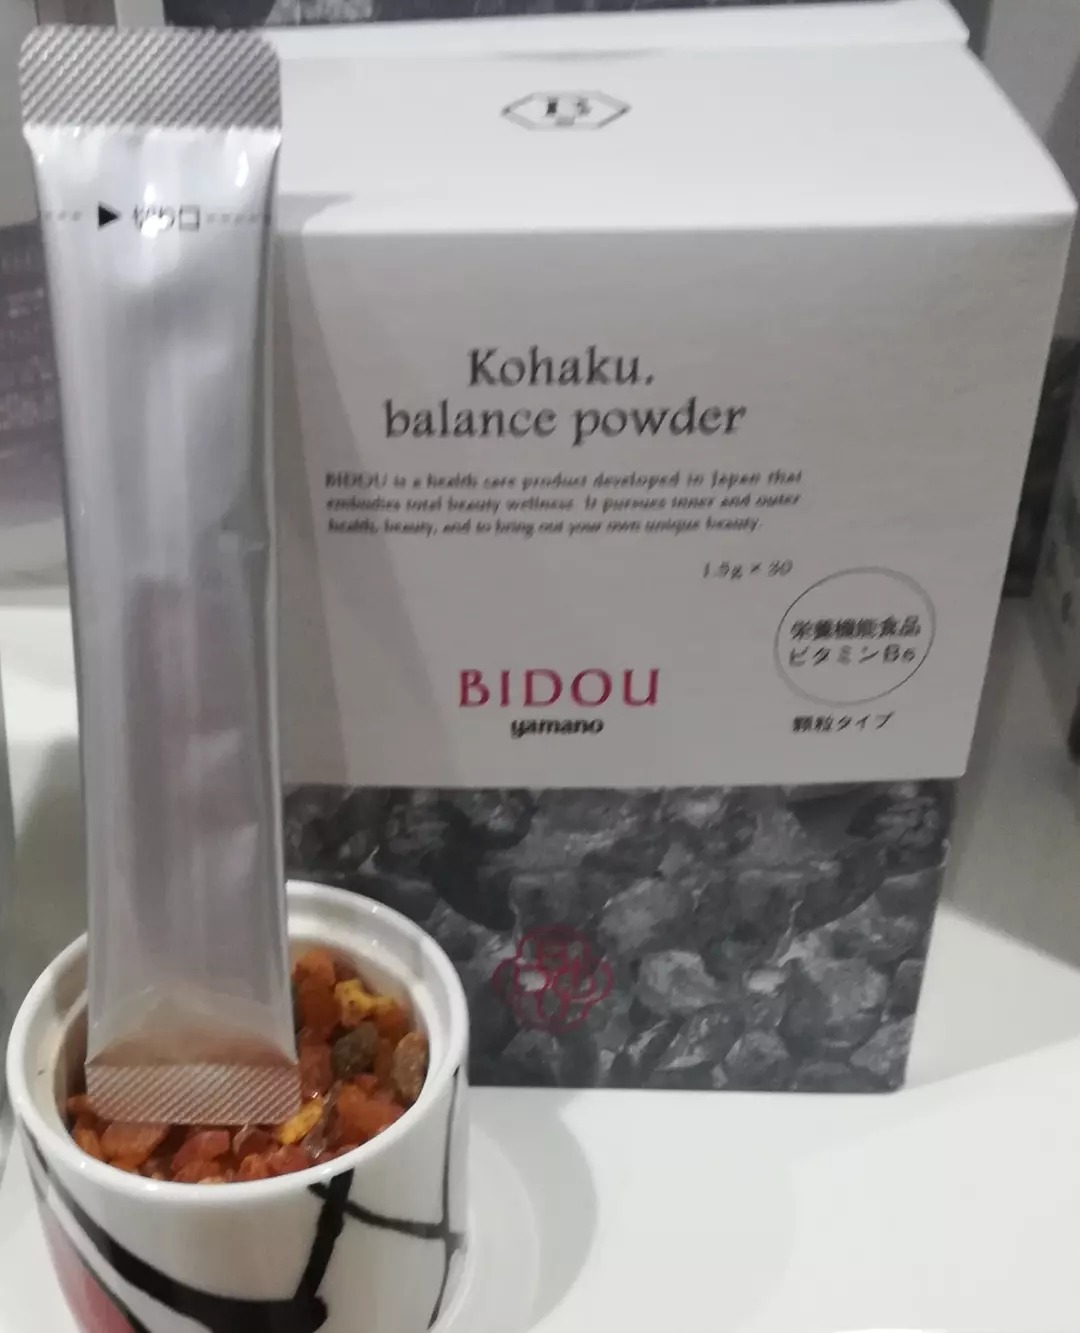 ▶切り口
Kohaku.
balance powder
BIDOU is a health care product developed in Japan that
embodies total beauty wellness. It pursues inner and outer
health, beauty, and to bring out your own unique beauty.
1.5g × 30
栄養機能食品
ビタミンB6
顆粒タイプ
BIDOU
yamano